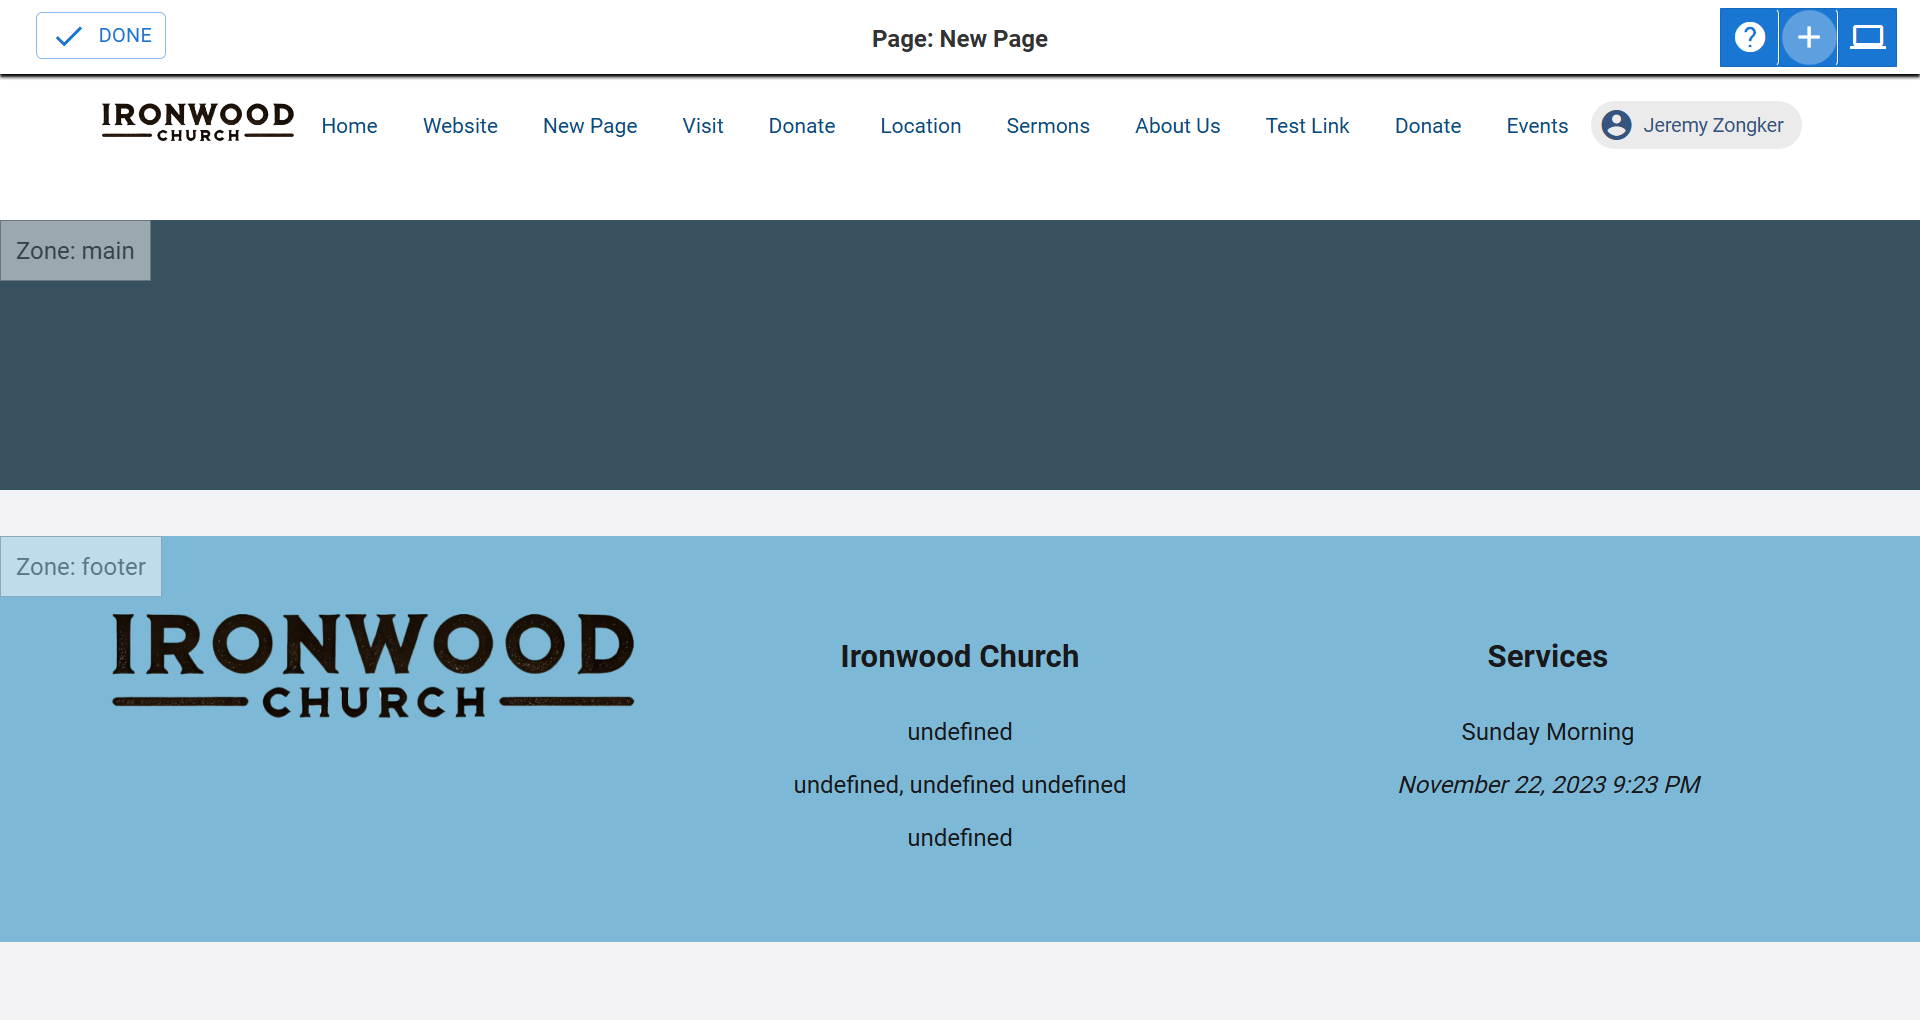 DONE
Page: New Page
IRONWOOD
CHURCH
Home Website New Page Visit Donate Location Sermons About Us Test Link Donate Events Jeremy Zongker
Zone: main
Zone: footer
IRONWOOD
CHURCH
Ironwood Church
undefined
undefined, undefined undefined
undefined
Services
Sunday Morning
November 22, 2023 9:23 PM